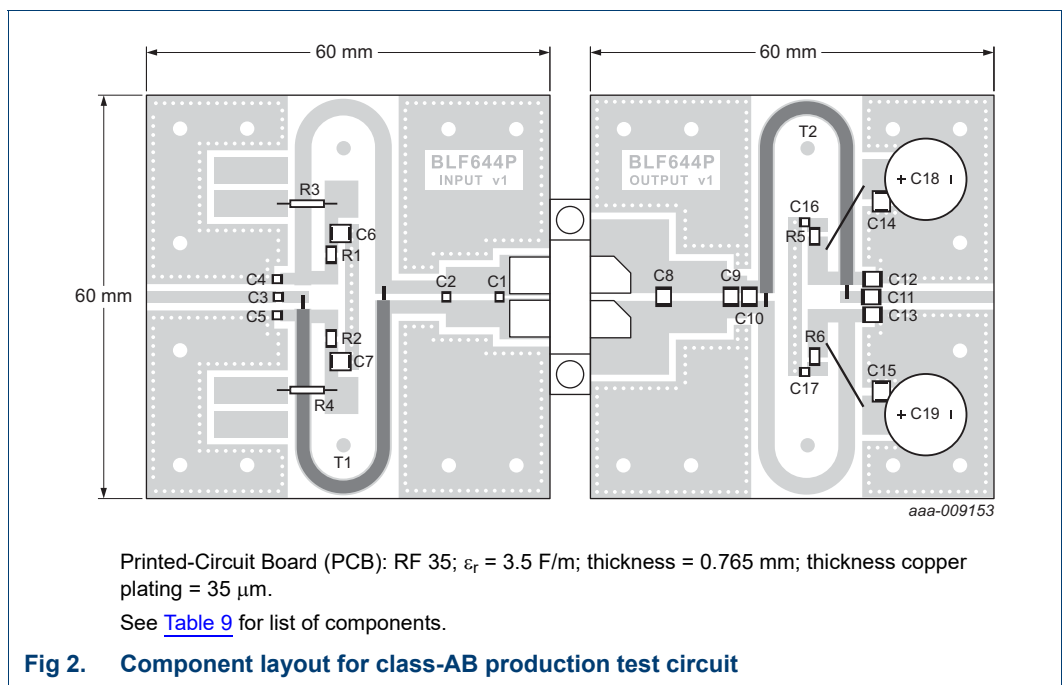 60 mm
60 mm
60 mm
BLF644P
INPUT v1
BLF644P
OUTPUT v1
T2
R3
C6
R1
C4
C3
C5
C2
C1
R2
C7
R4
T1
C16
R5
C8
C9
C10
+ C18 -
C14
C12
C11
C13
R6
C17
C15
+ C19 -
aaa-009153
Printed-Circuit Board (PCB): RF 35; εr = 3.5 F/m; thickness = 0.765 mm; thickness copper
plating = 35 μm.
See Table 9 for list of components.
Fig 2. Component layout for class-AB production test circuit